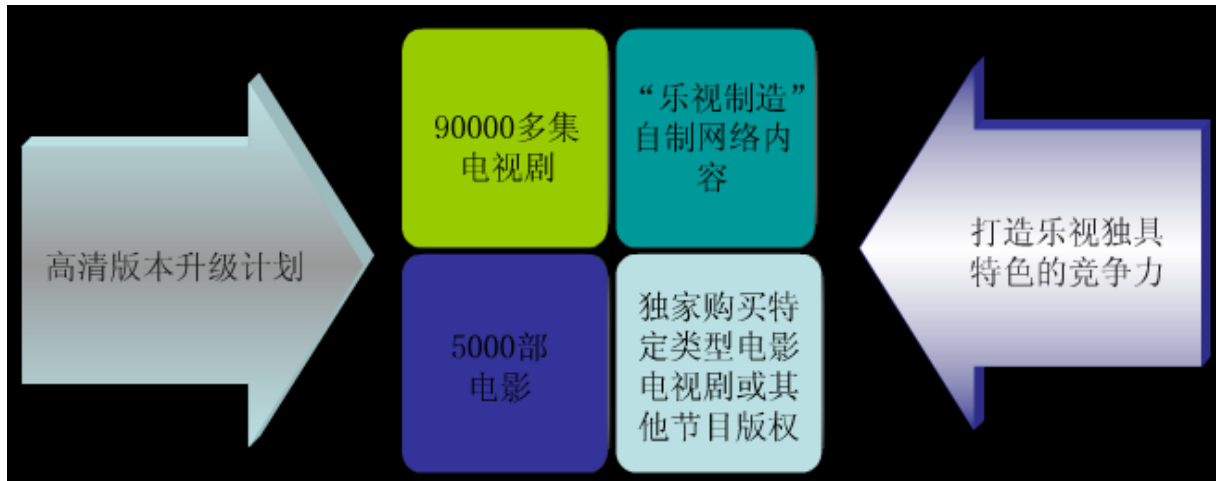 高清版本升级计划
90000多集
电视剧
“乐视制造”
自制网络内
容
5000部
电影
独家购买特
定类型电影
电视剧或其
他节目版权
打造乐视独具
特色的竞争力